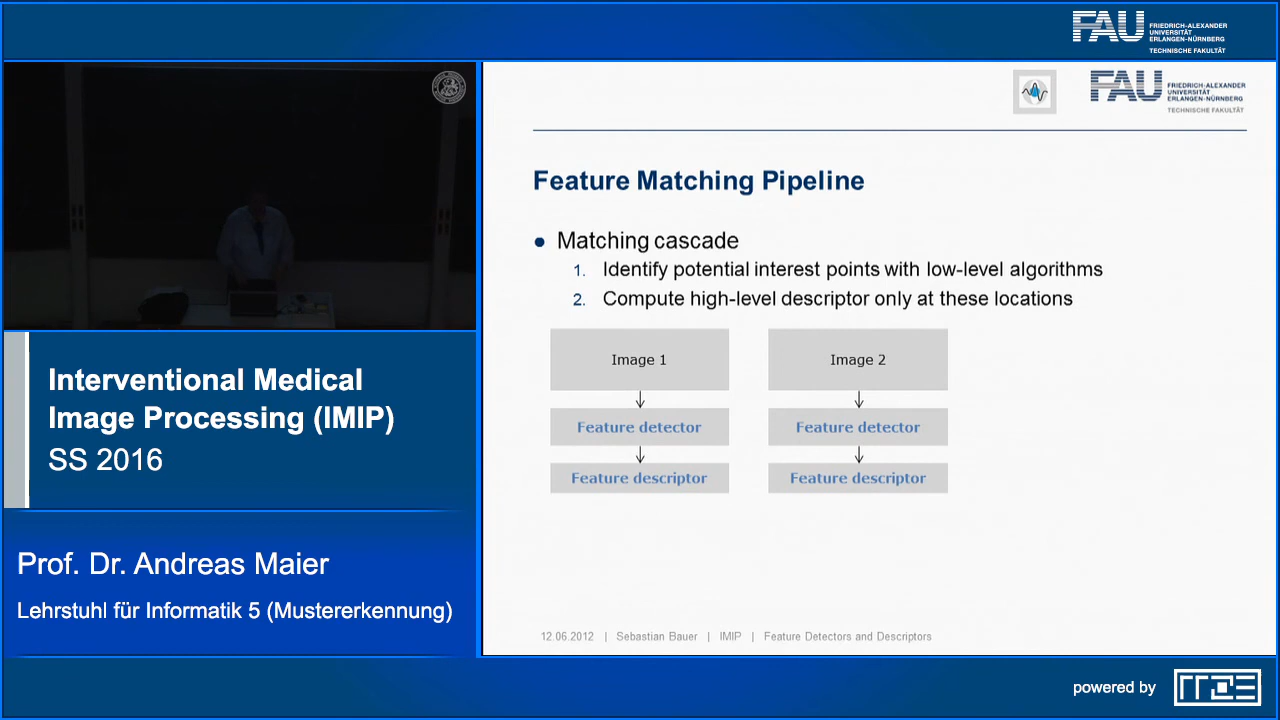 FAU
FRIEDRICH-ALEXANDER
UNIVERSITÄT
ERLANGEN-NÜRNBERG
TECHNISCHE FAKULTÄT
FAU
FRIEDRICH-ALEXANDER
UNIVERSITÄT
ERLANGEN-NÜRNBERG
TECHNISCHE FAKULTÄT
Feature Matching Pipeline
● Matching cascade
1. Identify potential interest points with low-level algorithms
2. Compute high-level descriptor only at these locations
Image 1
Image 2
Feature detector
Feature detector
Feature descriptor
Feature descriptor
12.06.2012 | Sebastian Bauer | IMIP | Feature Detectors and Descriptors
Interventional Medical
Image Processing (IMIP)
SS 2016
Prof. Dr. Andreas Maier
Lehrstuhl für Informatik 5 (Mustererkennung)
powered by